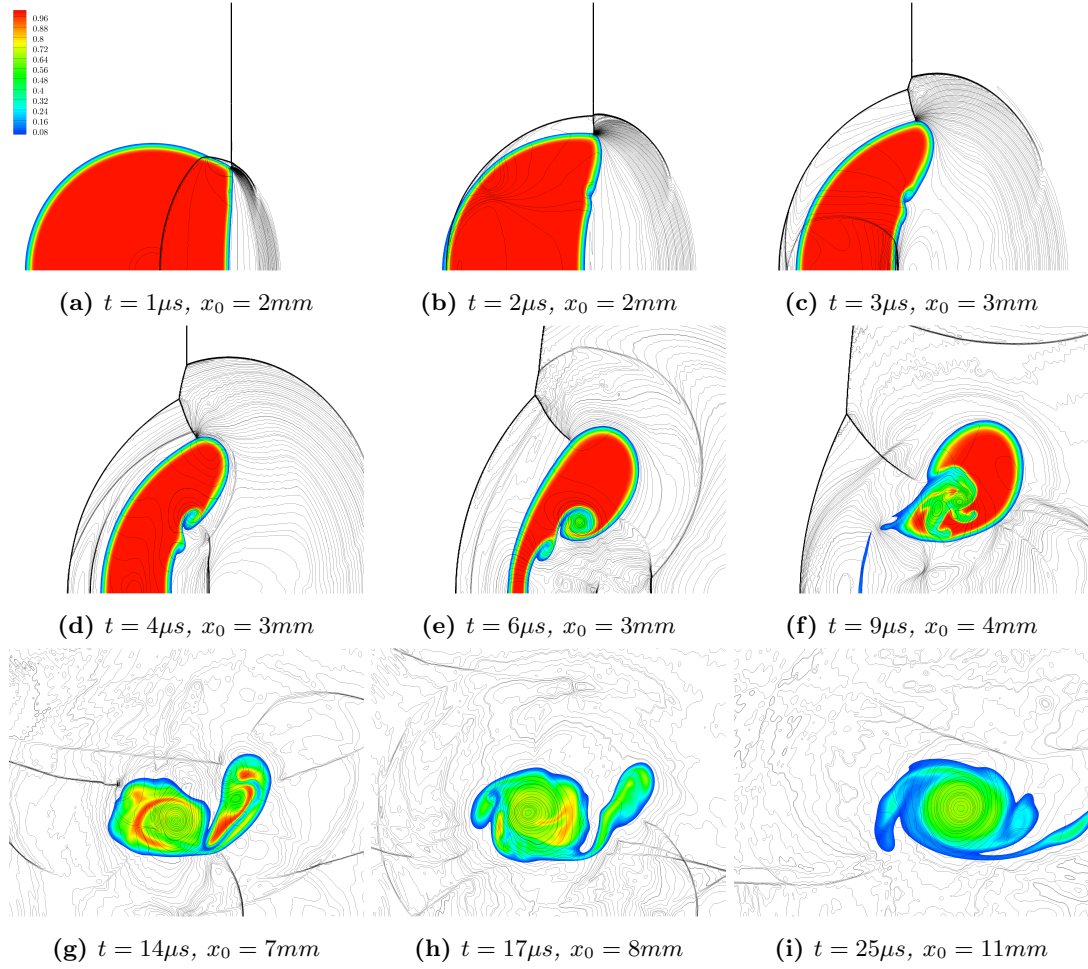 0.96
0.88
0.8
0.72
0.64
0.56
0.48
0.4
0.32
0.24
0.16
0.08
(a) t = 1μs, x₀ = 2mm
(b) t = 2μs, x₀ = 2mm
(c) t = 3μs, x₀ = 3mm
(d) t = 4μs, x₀ = 3mm
(e) t = 6μs, x₀ = 3mm
(f) t = 9μs, x₀ = 4mm
(g) t = 14μs, x₀ = 7mm
(h) t = 17μs, x₀ = 8mm
(i) t = 25μs, x₀ = 11mm